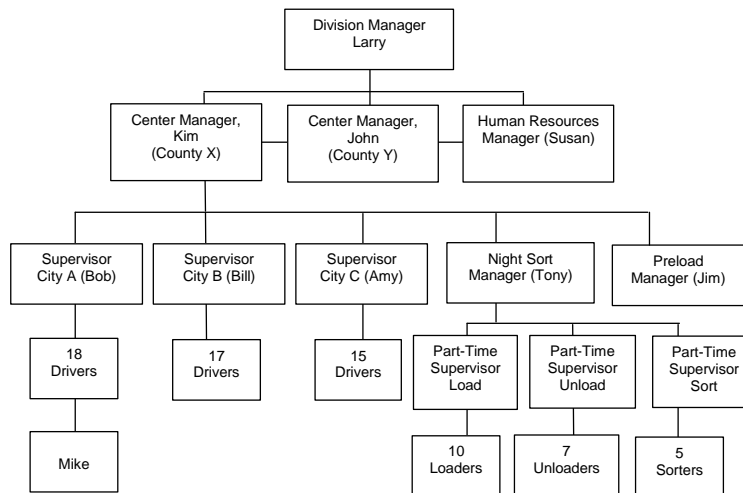 Division Manager
Larry
Center Manager,
Kim
(County X)
Center Manager,
John
(County Y)
Human Resources
Manager (Susan)
Supervisor
City A (Bob)
Supervisor
City B (Bill)
Supervisor
City C (Amy)
Night Sort
Manager (Tony)
Preload
Manager (Jim)
18
Drivers
17
Drivers
15
Drivers
Part-Time
Supervisor
Load
Part-Time
Supervisor
Unload
Part-Time
Supervisor
Sort
Mike
10
Loaders
7
Unloaders
5
Sorters